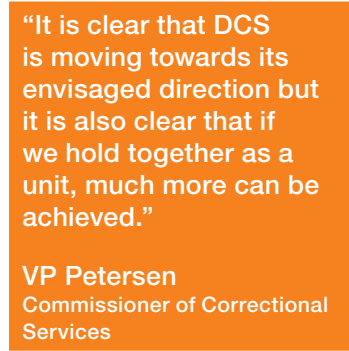 “It is clear that DCS
is moving towards its
envisaged direction but
it is also clear that if
we hold together as a
unit, much more can be
achieved.”
VP Petersen
Commissioner of Correctional
Services